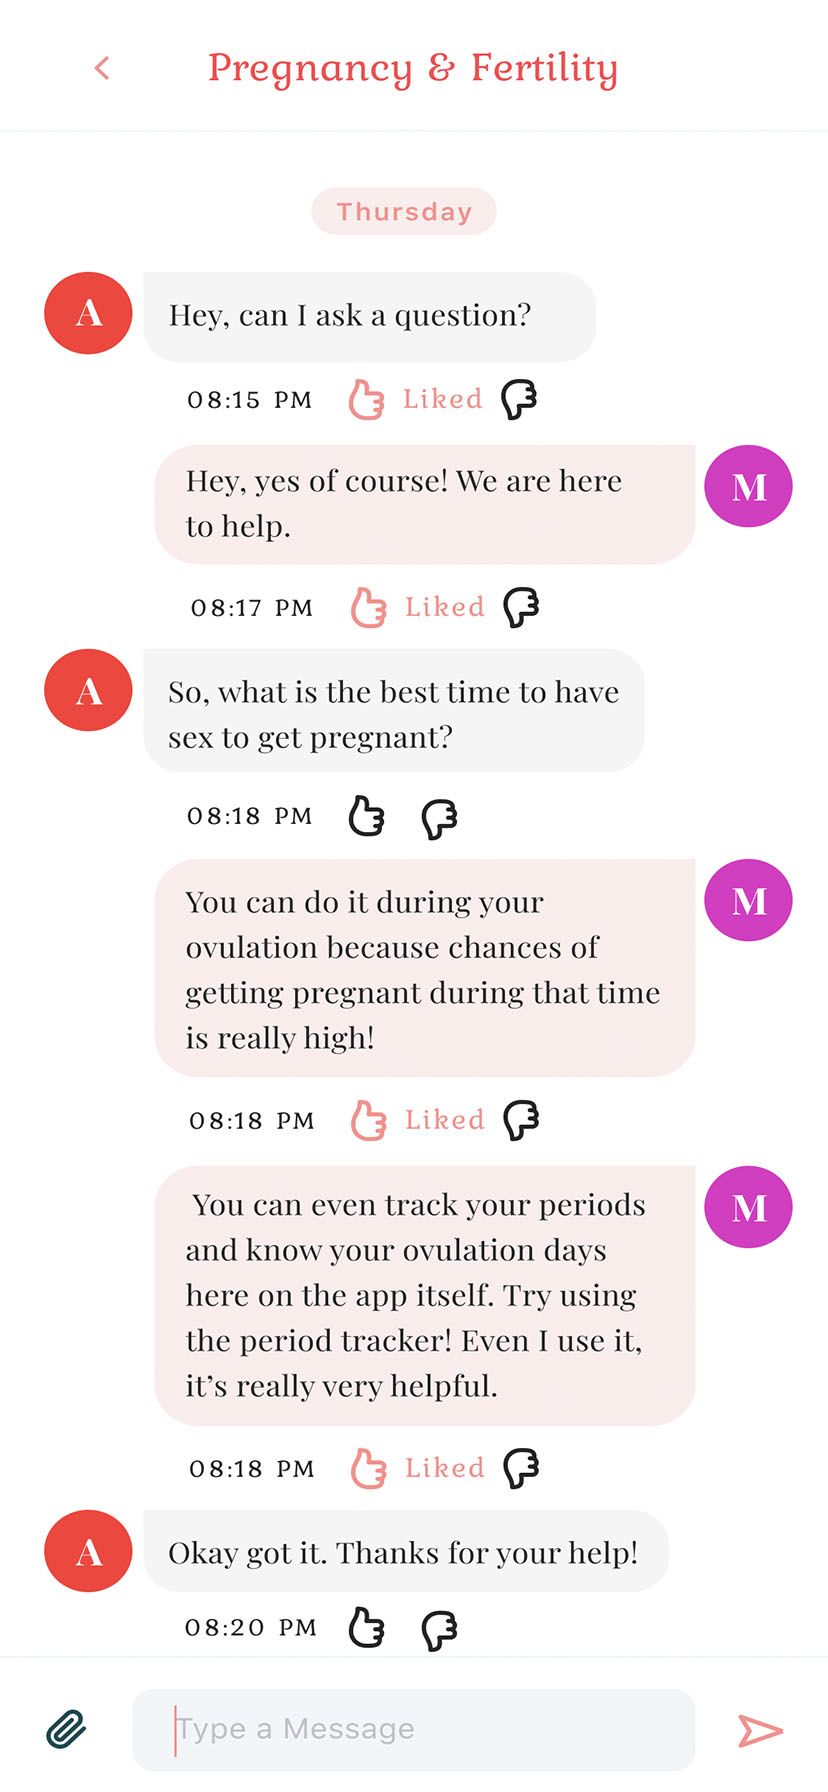 Pregnancy & Fertility
Thursday
A
Hey, can I ask a question?
08:15 PM Liked
Hey, yes of course! We are here
to help.
M
08:17 PM Liked
A
So, what is the best time to have
sex to get pregnant?
08:18 PM
You can do it during your
ovulation because chances of
getting pregnant during that time
is really high!
M
08:18 PM Liked
You can even track your periods
and know your ovulation days
here on the app itself. Try using
the period tracker! Even I use it,
it’s really very helpful.
M
08:18 PM Liked
A
Okay got it. Thanks for your help!
08:20 PM
Type a Message